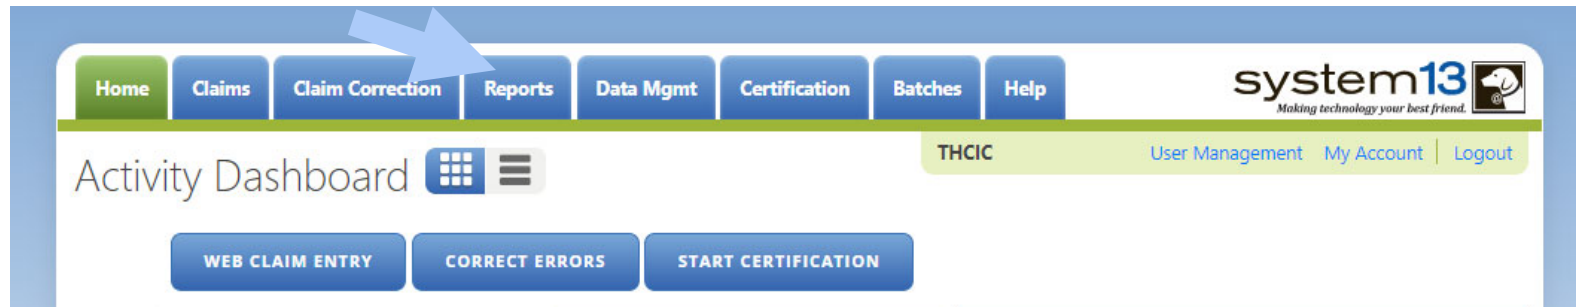 Home Claims Claim Correction Reports Data Mgmt Certification Batches Help
system13
Making technology your best friend.
THCIC User Management My Account Logout
Activity Dashboard
WEB CLAIM ENTRY CORRECT ERRORS START CERTIFICATION